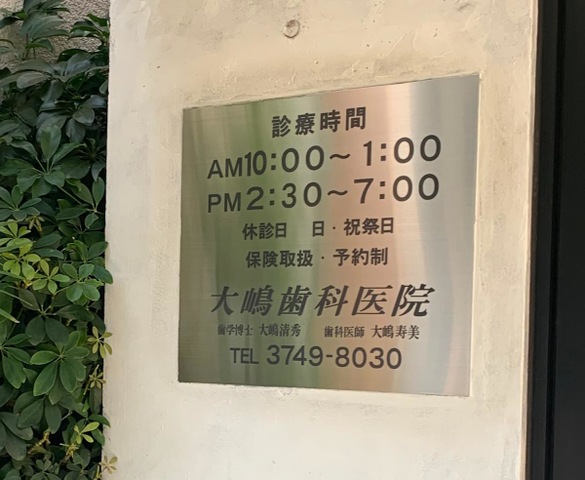 診療時間
AM10:00～1:00
PM2:30～7:00
休診日 日・祝祭日
保険取扱・予約制
大嶋歯科医院
歯学博士 大嶋清秀 歯科医師 大嶋寿美
TEL 3749-8030